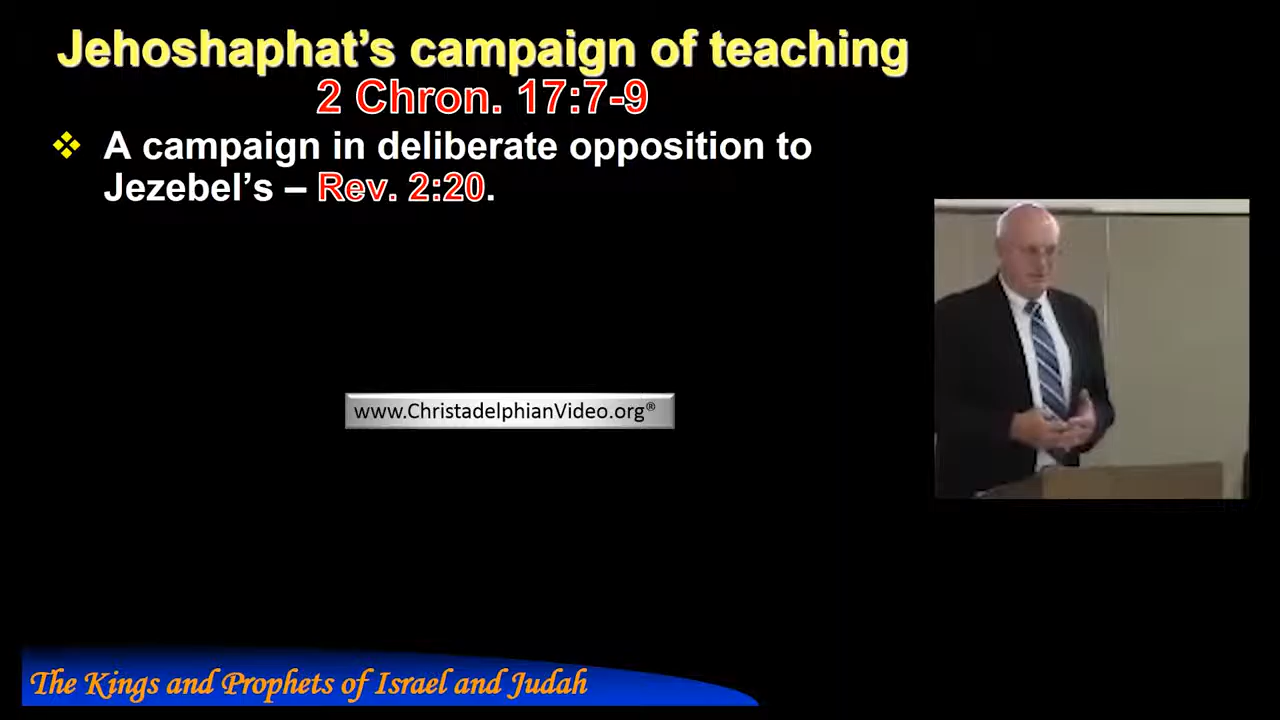 Jehoshaphat's campaign of teaching
2 Chron. 17:7-9
A campaign in deliberate opposition to
Jezebel's – Rev. 2:20.
www.ChristadelphianVideo.org®
The Kings and Prophets of Israel and Judah